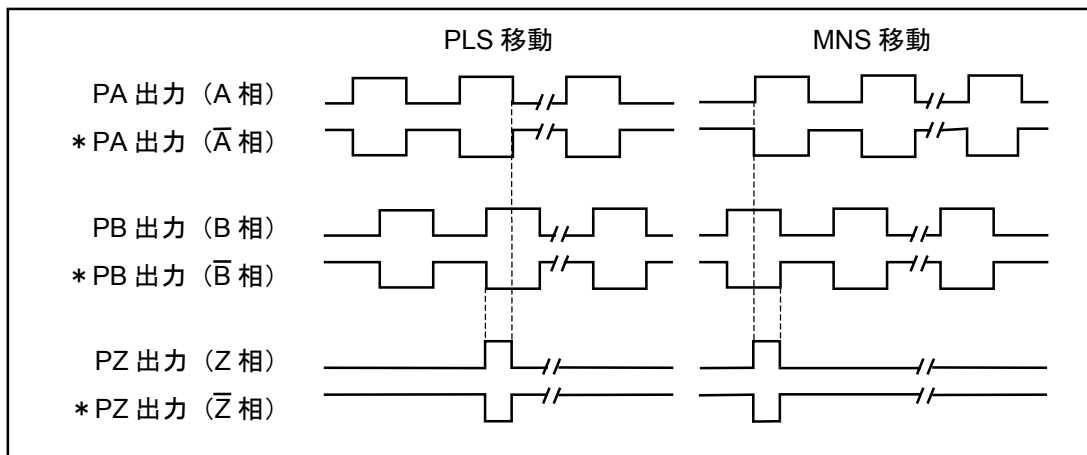 PLS 移動 MNS 移動
PA 出力（A 相）
*PA 出力（A̅ 相）
PB 出力（B 相）
*PB 出力（B̅ 相）
PZ 出力（Z 相）
*PZ 出力（Z̅ 相）